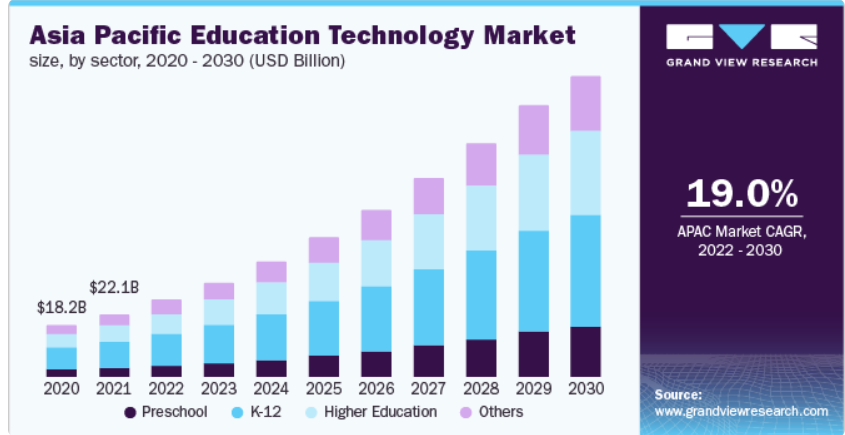 Asia Pacific Education Technology Market
size, by sector, 2020 - 2030 (USD Billion)
$18.2B
$22.1B
2020 2021 2022 2023 2024 2025 2026 2027 2028 2029 2030
Preschool K-12 Higher Education Others
GRAND VIEW RESEARCH
19.0%
APAC Market CAGR,
2022 - 2030
Source:
www.grandviewresearch.com